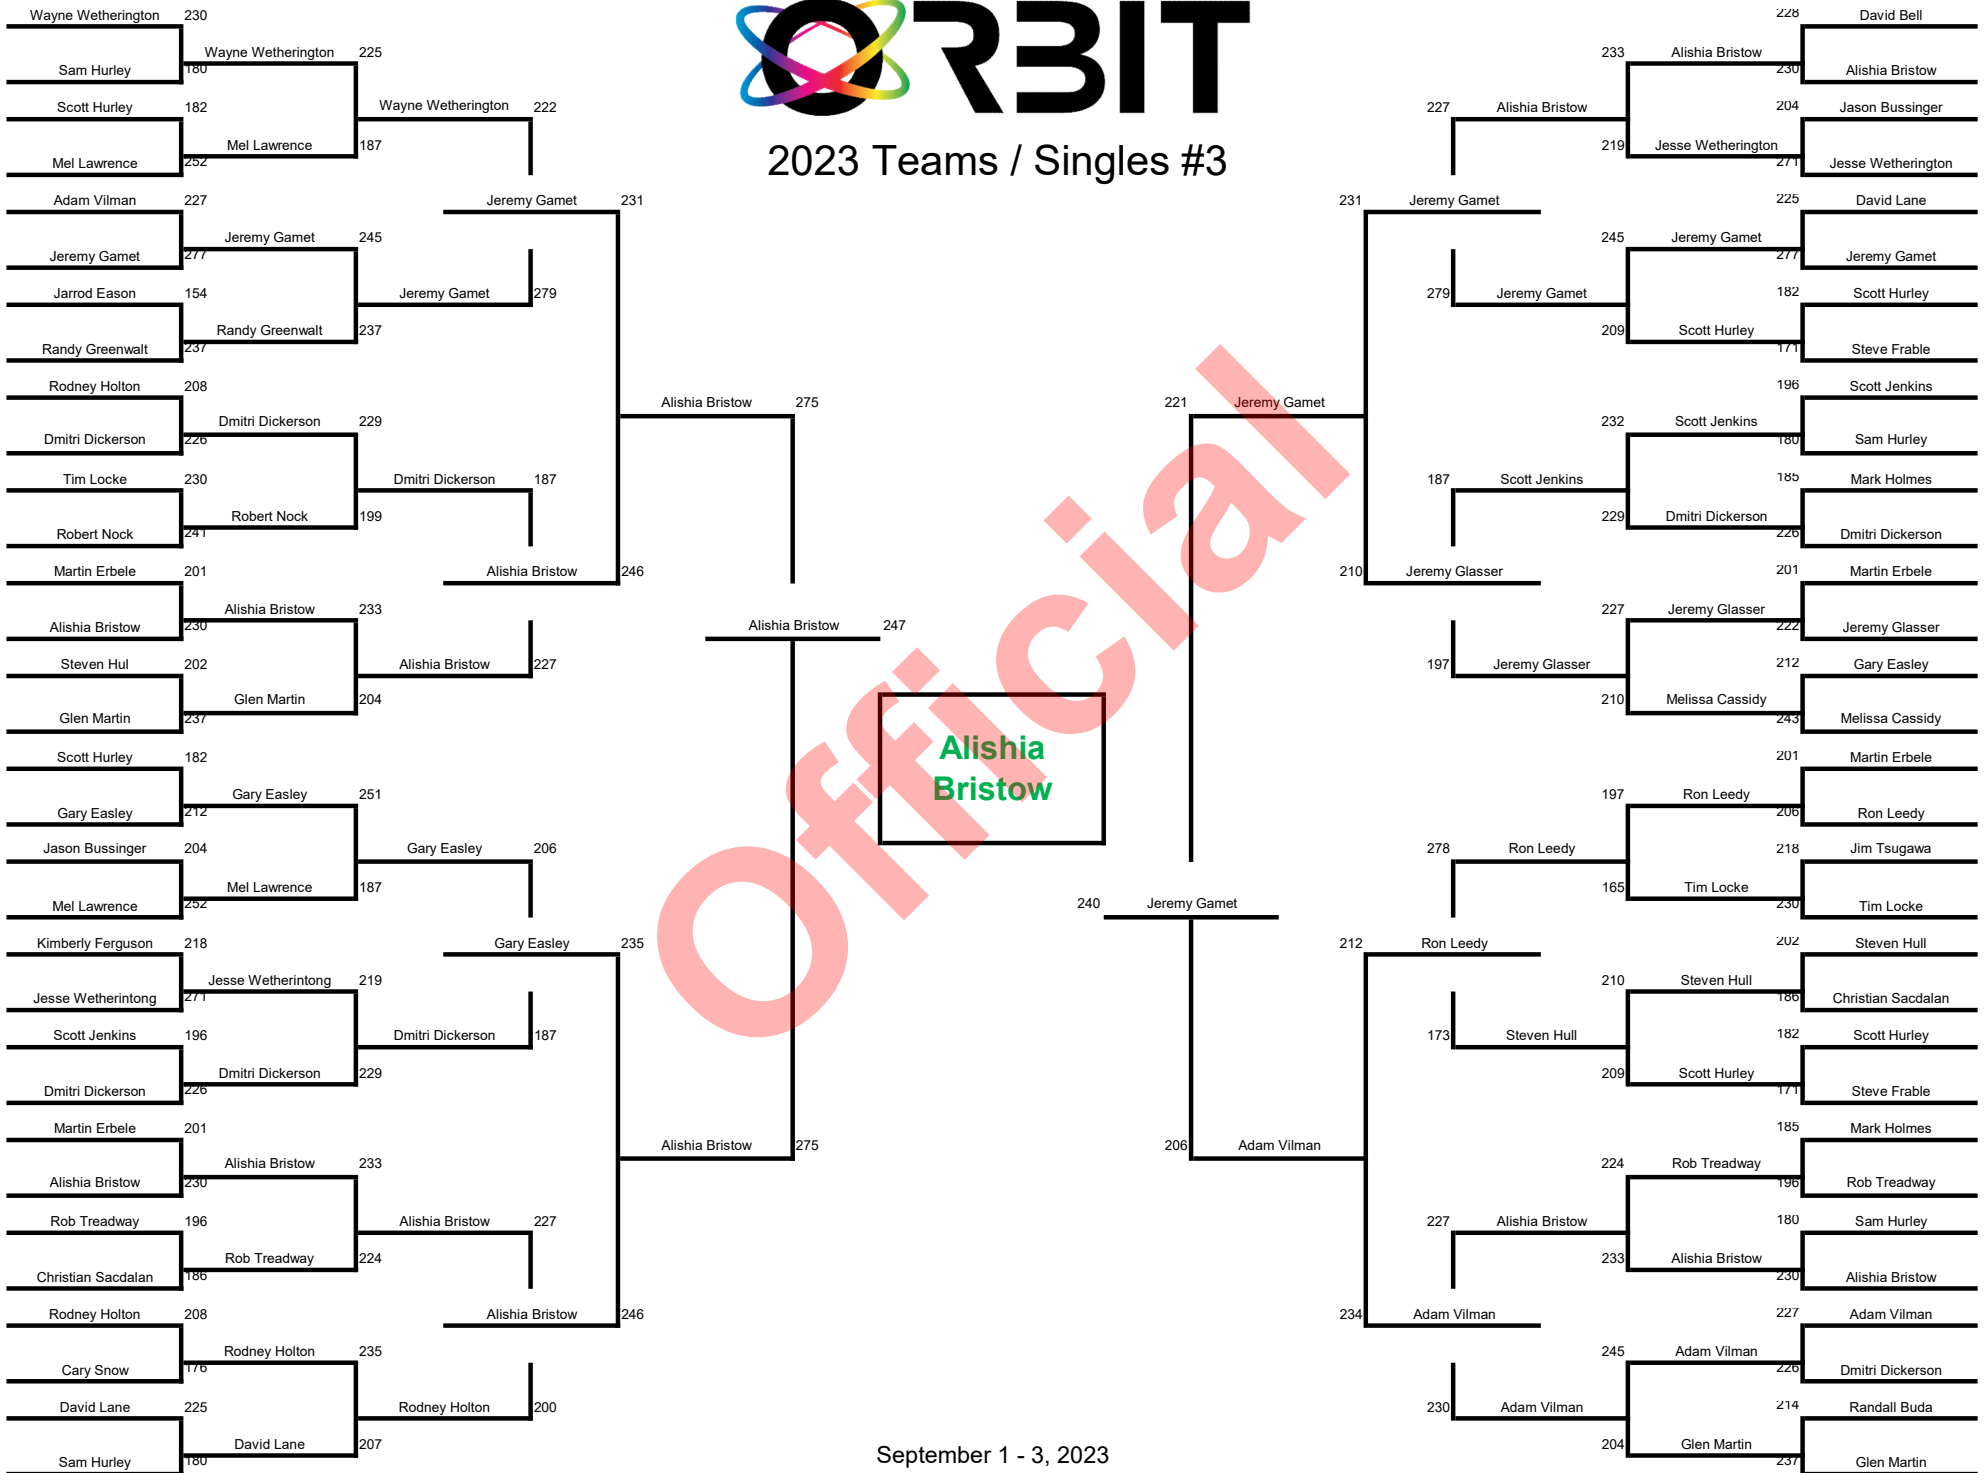 ORBIT
2023 Teams / Singles #3
Wayne Wetherington 230
Sam Hurley 180
Scott Hurley 182
Mel Lawrence 252
Adam Vilman 227
Jeremy Gamet 277
Jarrod Eason 154
Randy Greenwalt 237
Rodney Holton 208
Dmitri Dickerson 226
Tim Locke 230
Robert Nock 241
Martin Erbele 201
Alishia Bristow 230
Steven Hul 202
Glen Martin 237
Scott Hurley 182
Gary Easley 212
Jason Bussinger 204
Mel Lawrence 252
Kimberly Ferguson 218
Jesse Wetherintong 271
Scott Jenkins 196
Dmitri Dickerson 226
Martin Erbele 201
Alishia Bristow 230
Rob Treadway 196
Christian Sacdalan 186
Rodney Holton 208
Cary Snow 176
David Lane 225
Sam Hurley 180
Wayne Wetherington 225
Mel Lawrence 187
Jeremy Gamet 245
Randy Greenwalt 237
Dmitri Dickerson 229
Robert Nock 199
Alishia Bristow 233
Glen Martin 204
Gary Easley 251
Mel Lawrence 187
Jesse Wetherintong 219
Dmitri Dickerson 229
Alishia Bristow 233
Rob Treadway 224
Rodney Holton 235
David Lane 207
Wayne Wetherington 222
Jeremy Gamet 279
Dmitri Dickerson 187
Alishia Bristow 227
Gary Easley 206
Dmitri Dickerson 187
Alishia Bristow 227
Rodney Holton 200
Jeremy Gamet 231
Alishia Bristow 246
Gary Easley 235
Alishia Bristow 246
Alishia Bristow 275
Alishia Bristow 275
Alishia Bristow 247
Alishia
Bristow
Official
240 Jeremy Gamet
221 Jeremy Gamet
206 Adam Vilman
231 Jeremy Gamet
210 Jeremy Glasser
212 Ron Leedy
234 Adam Vilman
227 Alishia Bristow
279 Jeremy Gamet
187 Scott Jenkins
197 Jeremy Glasser
278 Ron Leedy
173 Steven Hull
227 Alishia Bristow
230 Adam Vilman
233 Alishia Bristow
219 Jesse Wetherington
245 Jeremy Gamet
209 Scott Hurley
232 Scott Jenkins
229 Dmitri Dickerson
227 Jeremy Glasser
210 Melissa Cassidy
197 Ron Leedy
165 Tim Locke
210 Steven Hull
209 Scott Hurley
224 Rob Treadway
233 Alishia Bristow
245 Adam Vilman
204 Glen Martin
228 David Bell
230 Alishia Bristow
204 Jason Bussinger
271 Jesse Wetherington
225 David Lane
277 Jeremy Gamet
182 Scott Hurley
171 Steve Frable
196 Scott Jenkins
180 Sam Hurley
185 Mark Holmes
226 Dmitri Dickerson
201 Martin Erbele
222 Jeremy Glasser
212 Gary Easley
243 Melissa Cassidy
201 Martin Erbele
206 Ron Leedy
218 Jim Tsugawa
230 Tim Locke
202 Steven Hull
186 Christian Sacdalan
182 Scott Hurley
171 Steve Frable
185 Mark Holmes
196 Rob Treadway
180 Sam Hurley
230 Alishia Bristow
227 Adam Vilman
226 Dmitri Dickerson
214 Randall Buda
237 Glen Martin
September 1 - 3, 2023